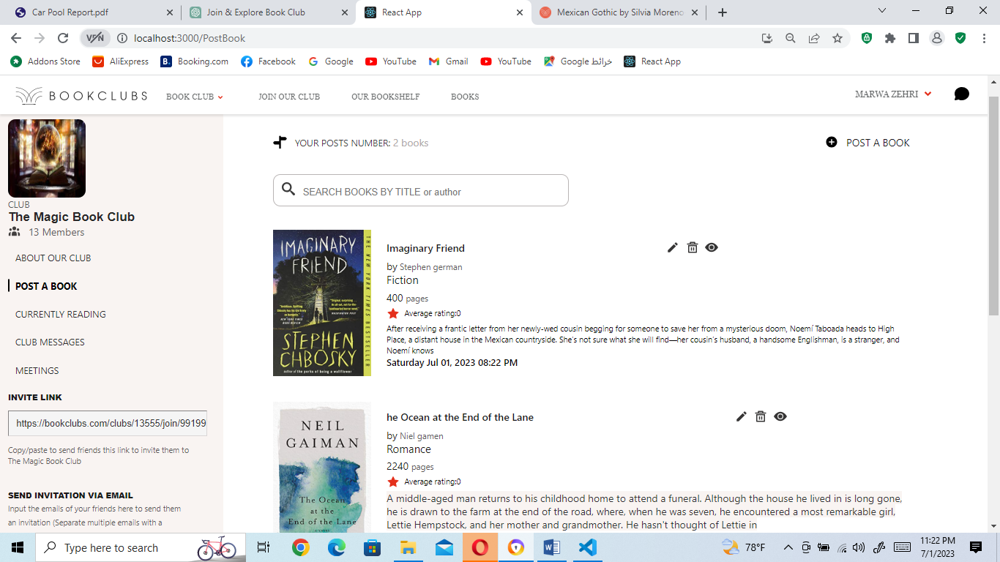 Car Pool Report.pdf
Join & Explore Book Club
React App
Mexican Gothic by Silvia Moreno
VPN
localhost:3000/PostBook
Addons Store
AliExpress
Booking.com
Facebook
Google
YouTube
Gmail
YouTube
خرائط Google
React App
BOOKCLUBS
BOOK CLUB
JOIN OUR CLUB
OUR BOOKSHELF
BOOKS
MARWA ZEHRI
CLUB
The Magic Book Club
13 Members
ABOUT OUR CLUB
POST A BOOK
CURRENTLY READING
CLUB MESSAGES
MEETINGS
INVITE LINK
https://bookclubs.com/clubs/13555/join/99199
Copy/paste to send friends this link to invite them to
The Magic Book Club
SEND INVITATION VIA EMAIL
Input the emails of your friends here to send them
an invitation (Separate multiple emails with a
YOUR POSTS NUMBER: 2 books
POST A BOOK
SEARCH BOOKS BY TITLE or author
IMAGINARY
FRIEND
THE NEW YORK TIMES BESTSELLER
STEPHEN
CHBOSKY
author of the perks of being a wallflower
Imaginary Friend
by Stephen german
Fiction
400 pages
Average rating:0
After receiving a frantic letter from her newly-wed cousin begging for someone to save her from a mysterious doom, Noemí Taboada heads to High
Place, a distant house in the Mexican countryside. She's not sure what she will find—her cousin's husband, a handsome Englishman, is a stranger, and
Noemí knows
Saturday Jul 01, 2023 08:22 PM
NEIL
GAIMAN
The Ocean
at the
End of the Lane
he Ocean at the End of the Lane
by Niel gamen
Romance
2240 pages
Average rating:0
A middle-aged man returns to his childhood home to attend a funeral. Although the house he lived in is long gone,
he is drawn to the farm at the end of the road, where, when he was seven, he encountered a most remarkable girl,
Lettie Hempstock, and her mother and grandmother. He hasn't thought of Lettie in
Type here to search
78°F
11:22 PM
7/1/2023